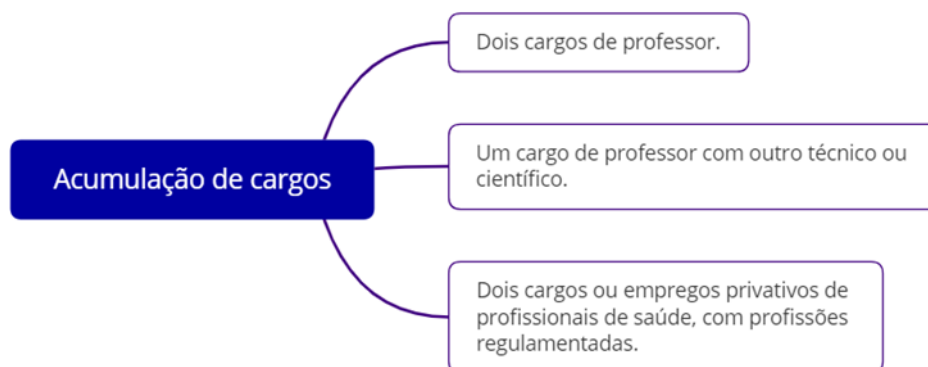 Dois cargos de professor.
Acumulação de cargos
Um cargo de professor com outro técnico ou
científico.
Dois cargos ou empregos privativos de
profissionais de saúde, com profissões
regulamentadas.